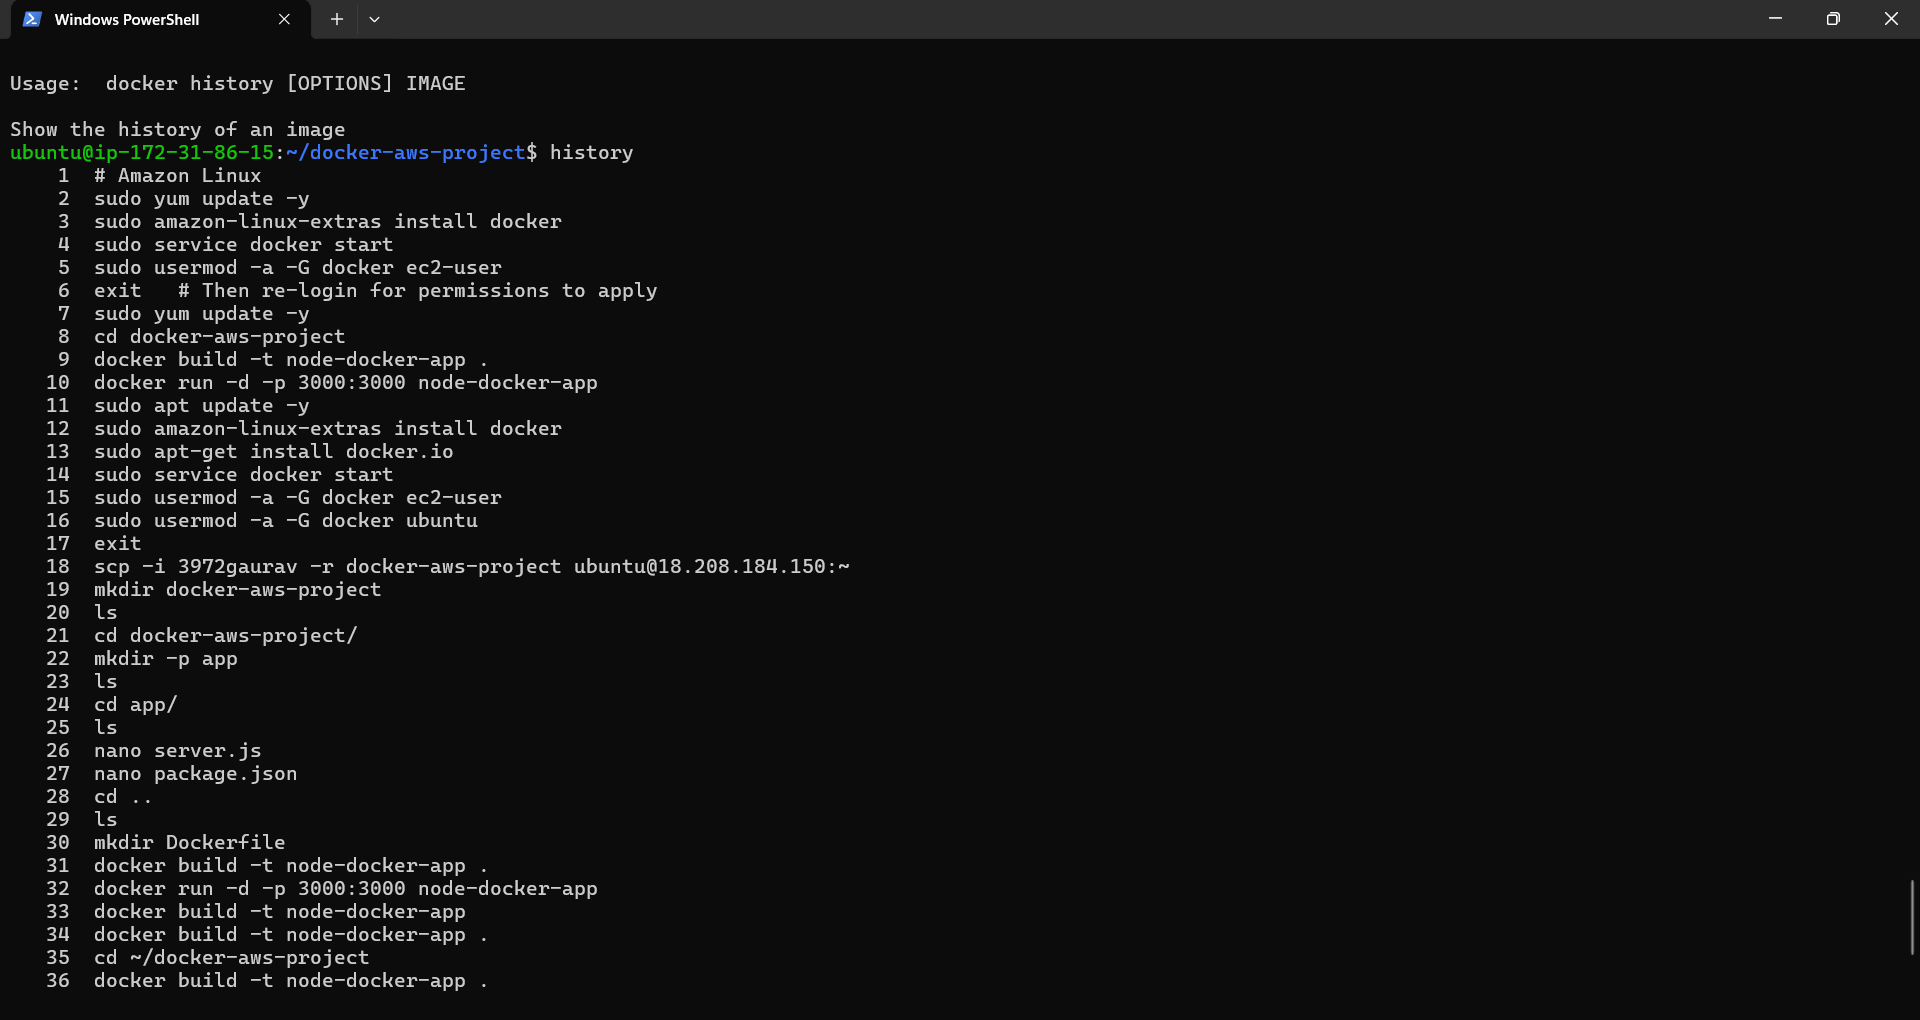 Windows PowerShell
Usage:  docker history [OPTIONS] IMAGE
Show the history of an image
ubuntu@ip-172-31-86-15:~/docker-aws-project$ history
    1  # Amazon Linux
    2  sudo yum update -y
    3  sudo amazon-linux-extras install docker
    4  sudo service docker start
    5  sudo usermod -a -G docker ec2-user
    6  exit   # Then re-login for permissions to apply
    7  sudo yum update -y
    8  cd docker-aws-project
    9  docker build -t node-docker-app .
   10  docker run -d -p 3000:3000 node-docker-app
   11  sudo apt update -y
   12  sudo amazon-linux-extras install docker
   13  sudo apt-get install docker.io
   14  sudo service docker start
   15  sudo usermod -a -G docker ec2-user
   16  sudo usermod -a -G docker ubuntu
   17  exit
   18  scp -i 3972gaurav -r docker-aws-project ubuntu@18.208.184.150:~
   19  mkdir docker-aws-project
   20  ls
   21  cd docker-aws-project/
   22  mkdir -p app
   23  ls
   24  cd app/
   25  ls
   26  nano server.js
   27  nano package.json
   28  cd ..
   29  ls
   30  mkdir Dockerfile
   31  docker build -t node-docker-app .
   32  docker run -d -p 3000:3000 node-docker-app
   33  docker build -t node-docker-app
   34  docker build -t node-docker-app .
   35  cd ~/docker-aws-project
   36  docker build -t node-docker-app .